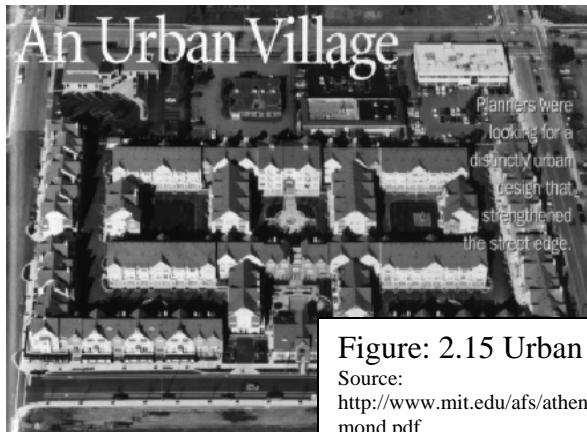 An Urban Village
Planners were
looking for a
distinctly urban
design that
strengthened
the street edge.
Figure: 2.15 Urban
Source:
http://www.mit.edu/afs/athen
mond.pdf